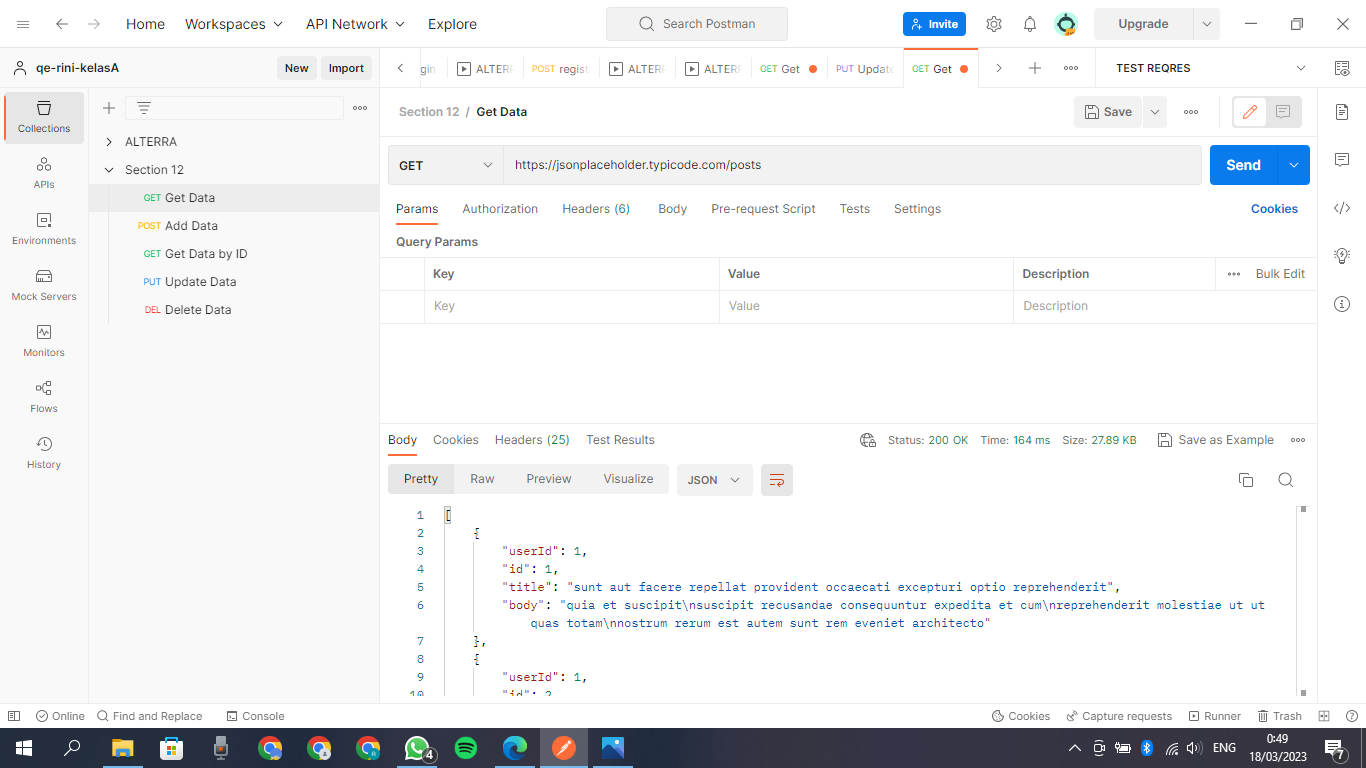 Home Workspaces API Network Explore Search Postman Invite Upgrade
qe-rini-kelasA New Import gin ALTERR POST regist ALTERR ALTERR GET Get PUT Update GET Get TEST REQRES
Collections
APIs
Environments
Mock Servers
Monitors
Flows
History
ALTERRA
Section 12
GET Get Data
POST Add Data
GET Get Data by ID
PUT Update Data
DEL Delete Data
Section 12 / Get Data Save
GET https://jsonplaceholder.typicode.com/posts Send
Params Authorization Headers (6) Body Pre-request Script Tests Settings Cookies
Query Params
Key Value Description Bulk Edit
Key Value Description
Body Cookies Headers (25) Test Results Status: 200 OK Time: 164 ms Size: 27.89 KB Save as Example
Pretty Raw Preview Visualize JSON
1 [
2 {
3 "userId": 1,
4 "id": 1,
5 "title": "sunt aut facere repellat provident occaecati excepturi optio reprehenderit",
6 "body": "quia et suscipit\nsuscipit recusandae consequuntur expedita et cum\nreprehenderit molestiae ut ut
quas totam\nnostrum rerum est autem sunt rem eveniet architecto"
7 },
8 {
9 "userId": 1,
10 "id": 2,
Online Find and Replace Console Cookies Capture requests Runner Trash
4 ENG 0:49
18/03/2023 7